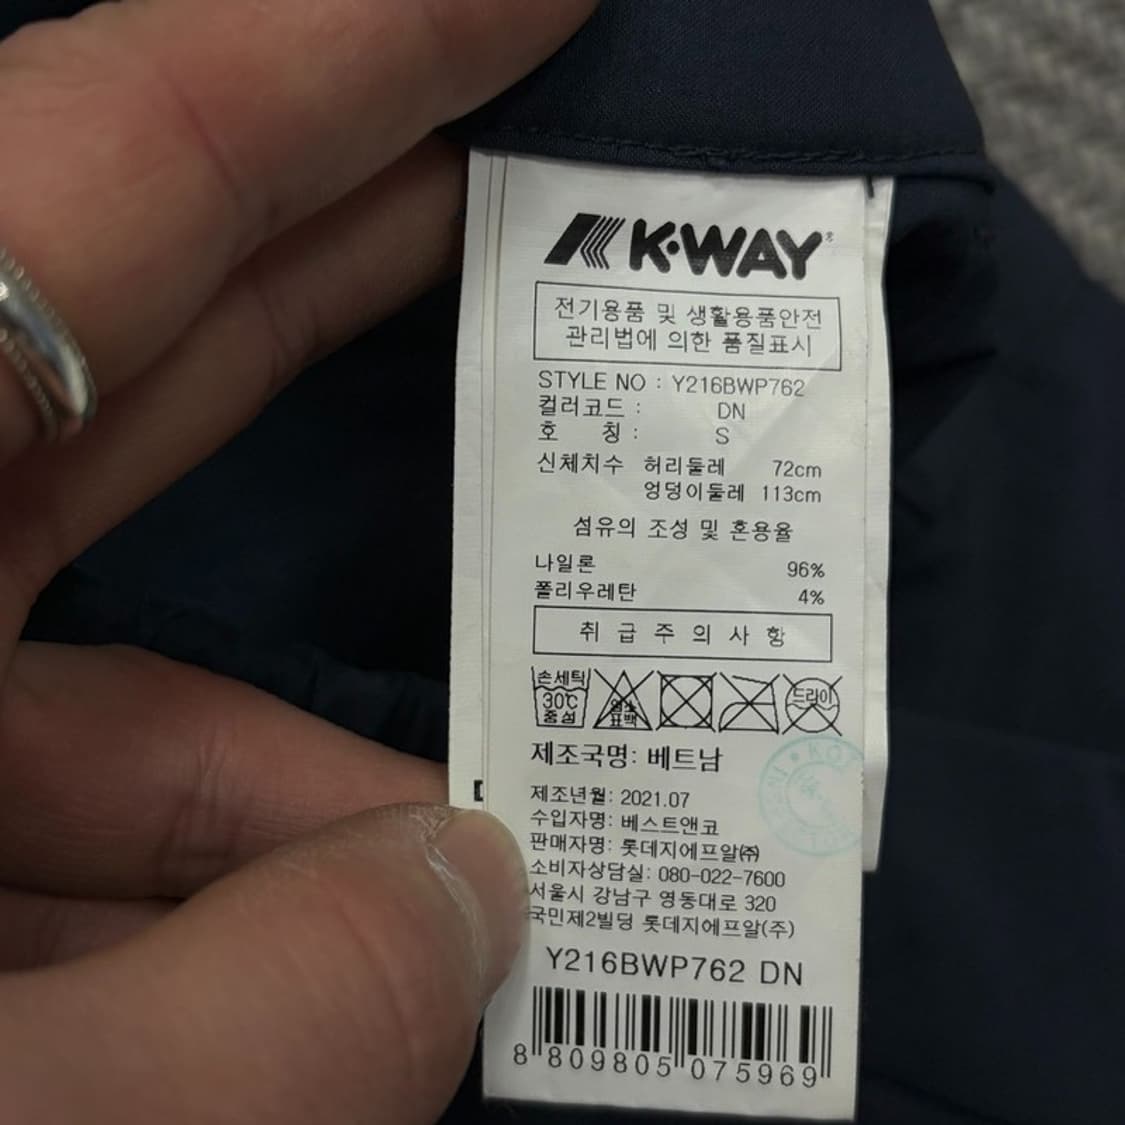 K·WAY®
전기용품 및 생활용품안전
관리법에 의한 품질표시
STYLE NO : Y216BWP762
컬러코드 : DN
호 칭 : S
신체치수 허리둘레 72cm
엉덩이둘레 113cm
섬유의 조성 및 혼용율
나일론 96%
폴리우레탄 4%
취 급 주 의 사 항
손세탁
30℃
중성
염소
표백
드라이
제조국명: 베트남
제조년월: 2021.07
수입자명: 베스트앤코
판매자명: 롯데지에프알㈜
소비자상담실: 080-022-7600
서울시 강남구 영동대로 320
국민제2빌딩 롯데지에프알(주)
Y216BWP762 DN
8 809805 075969